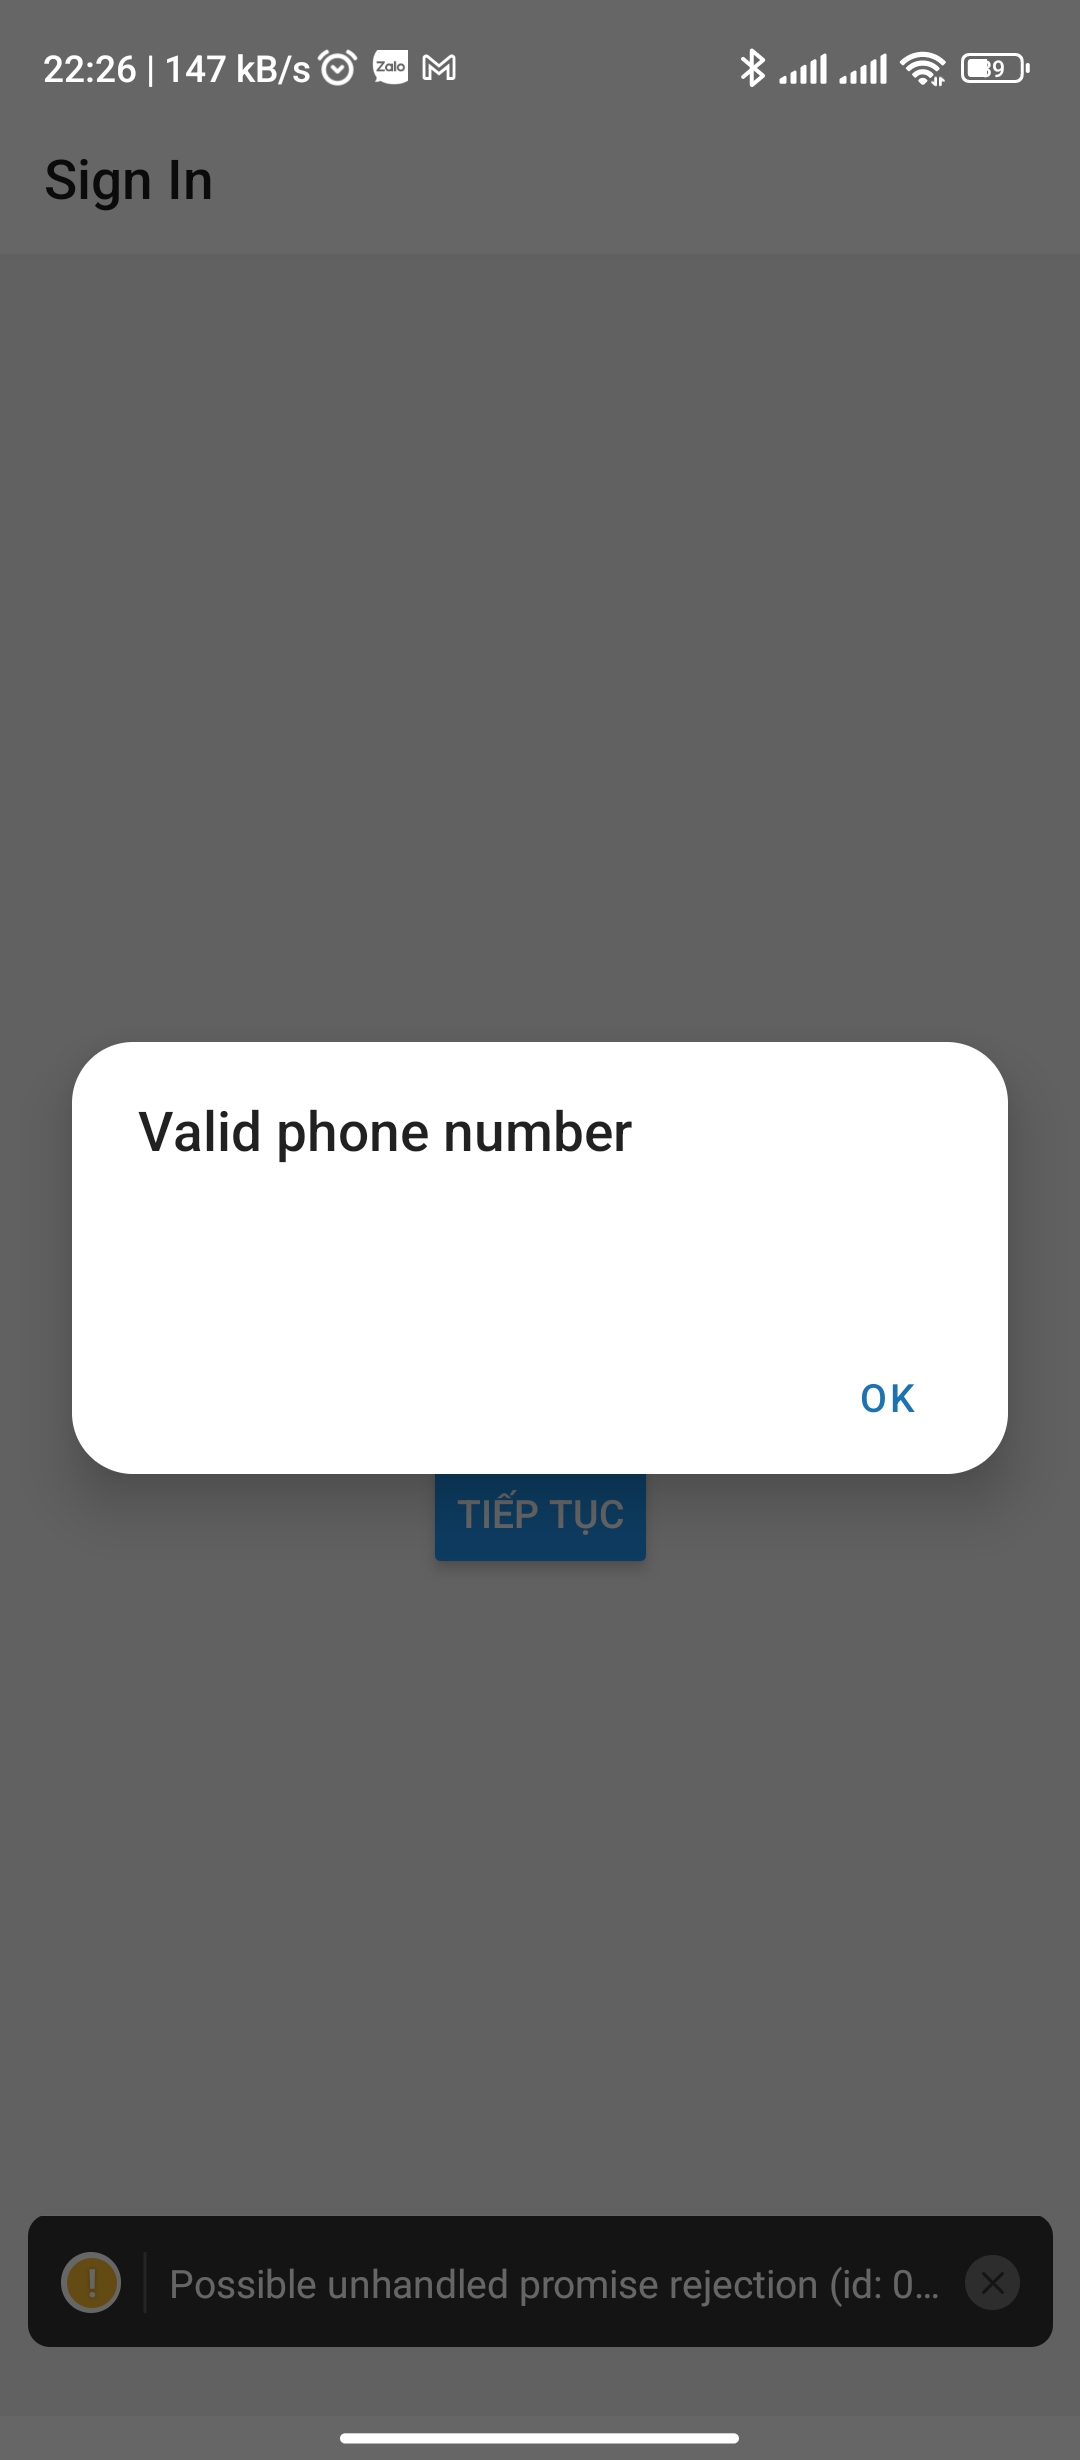 22:26 | 147 kB/s Zalo
Sign In
Valid phone number
OK
TIẾP TỤC
Possible unhandled promise rejection (id: 0...